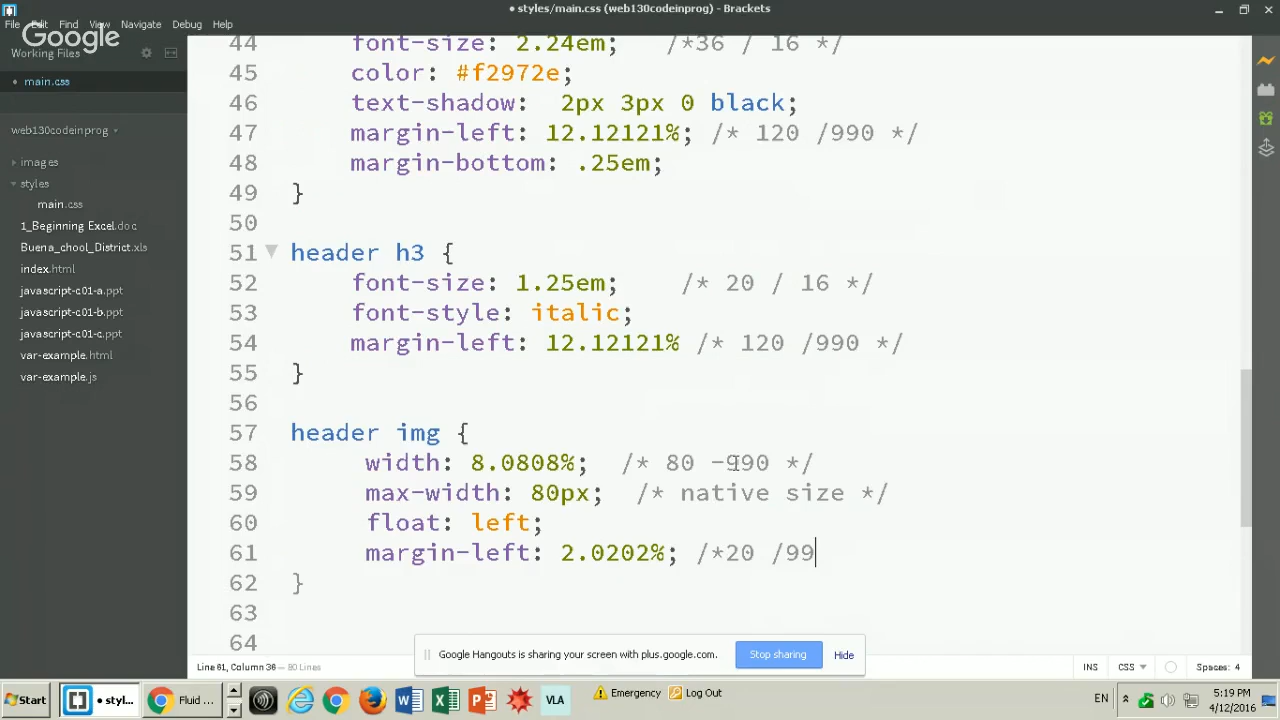 • styles/main.css (web130codeinprog) - Brackets
File Edit Find View Navigate Debug Help
Google
Working Files
• main.css
web130codeinprog
images
styles
main.css
1_Beginning Excel.doc
Buena_chool_District.xls
index.html
javascript-c01-a.ppt
javascript-c01-b.ppt
javascript-c01-c.ppt
var-example.html
var-example.js
44 font-size: 2.24em; /*36 / 16 */
45 color: #f2972e;
46 text-shadow: 2px 3px 0 black;
47 margin-left: 12.12121%; /* 120 /990 */
48 margin-bottom: .25em;
49 }
50
51 header h3 {
52 font-size: 1.25em; /* 20 / 16 */
53 font-style: italic;
54 margin-left: 12.12121% /* 120 /990 */
55 }
56
57 header img {
58 width: 8.0808%; /* 80 -990 */
59 max-width: 80px; /* native size */
60 float: left;
61 margin-left: 2.0202%; /*20 /99
62 }
63
64
Google Hangouts is sharing your screen with plus.google.com. Stop sharing Hide
Line 61, Column 36 — 80 Lines INS CSS Spaces: 4
Start • styl... Fluid ... VLA Emergency Log Out EN 5:19 PM
4/12/2016